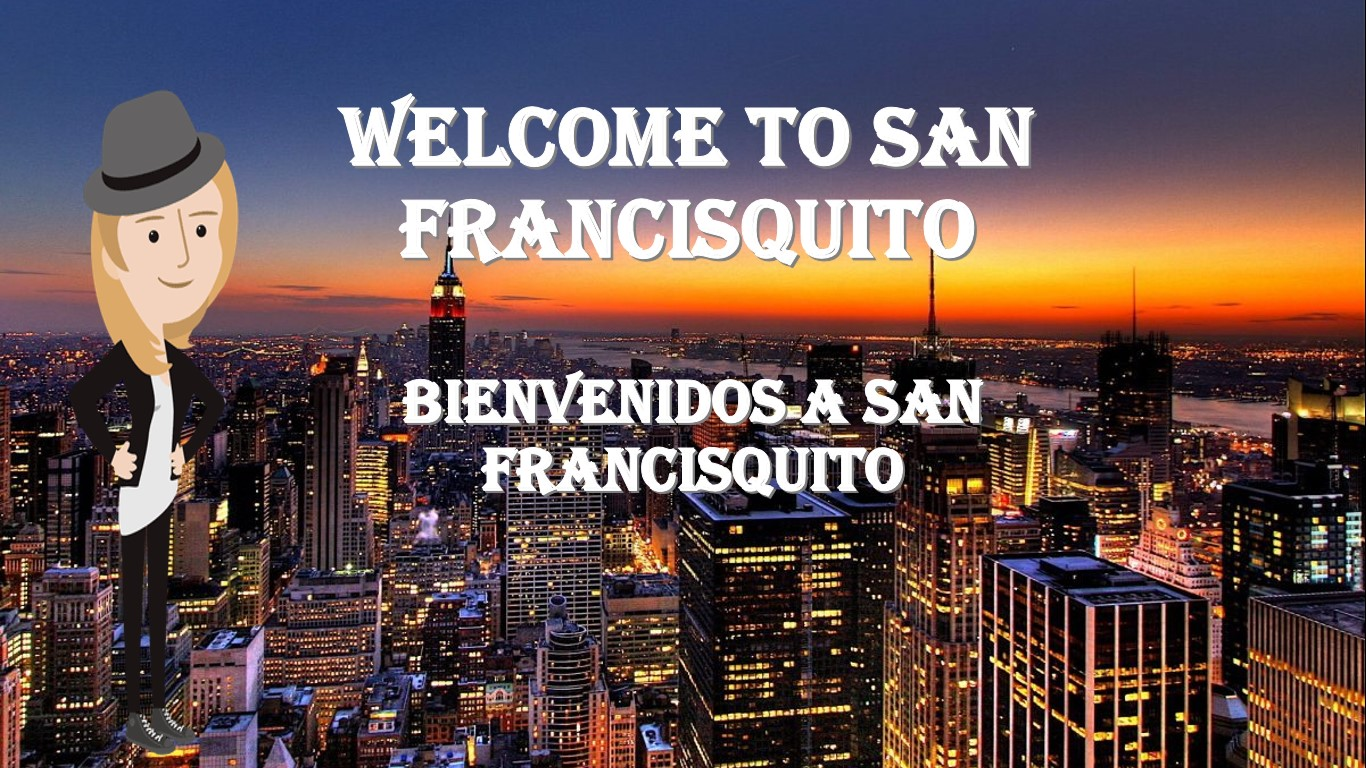 WELCOME TO SAN
FRANCISQUITO
BIENVENIDOS A SAN
FRANCISQUITO